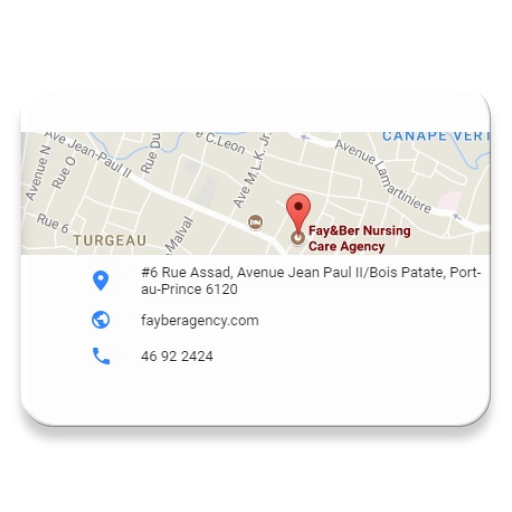 CANAPE VERT
Ave Jean-Paul II
Rue Du
e C.Leon
Ave M.L.K. Jr.
Avenue Lamartiniere
Avenue N
Rue O
Rue 6
TURGEAU
Malval
Fay&Ber Nursing
Care Agency
#6 Rue Assad, Avenue Jean Paul II/Bois Patate, Port-
au-Prince 6120
fayberagency.com
46 92 2424